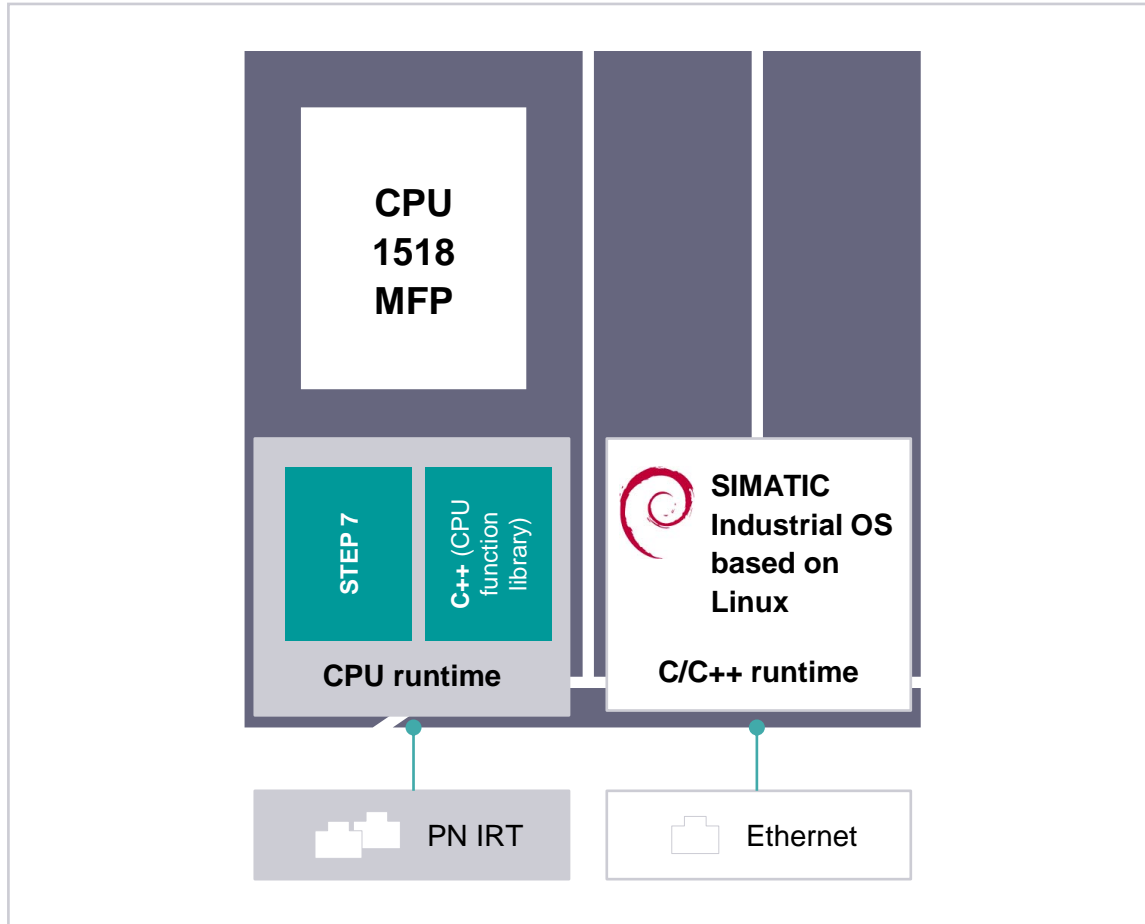 CPU
1518
MFP
STEP 7
C++ (CPU
function
library)
CPU runtime
SIMATIC
Industrial OS
based on
Linux
C/C++ runtime
PN IRT
Ethernet